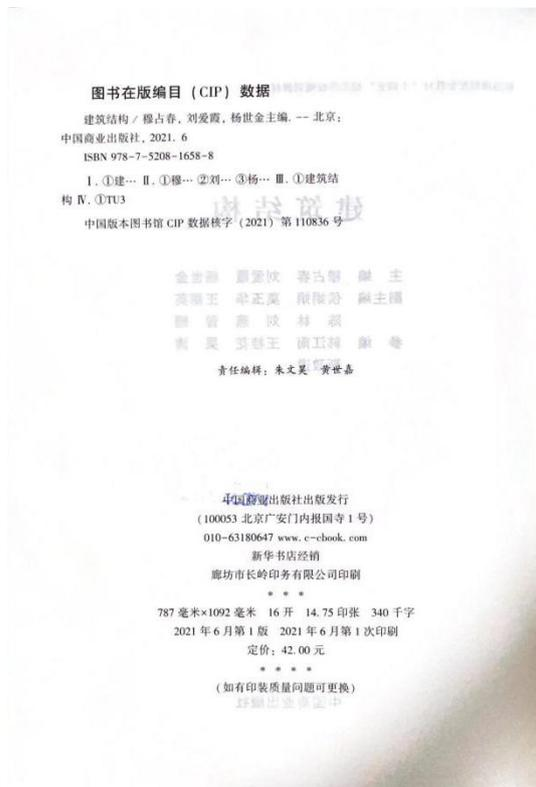 图书在版编目（CIP）数据
建筑结构 / 穆占春，刘爱霞，杨世金主编. -- 北京：
中国商业出版社，2021. 6
ISBN 978-7-5208-1658-8
Ⅰ. ①建… Ⅱ. ①穆… ②刘… ③杨… Ⅲ. ①建筑结
构 Ⅳ. ①TU3
中国版本图书馆 CIP 数据核字（2021）第 110836 号
责任编辑：朱文昊 黄世嘉
中国商业出版社出版发行
（100053 北京广安门内报国寺 1 号）
010-63180647 www. c-cbook. com
新华书店经销
廊坊市长岭印务有限公司印刷
* * *
787 毫米×1092 毫米 16 开 14.75 印张 340 千字
2021 年 6 月第 1 版 2021 年 6 月第 1 次印刷
定价：42.00 元
* * * *
（如有印装质量问题可更换）